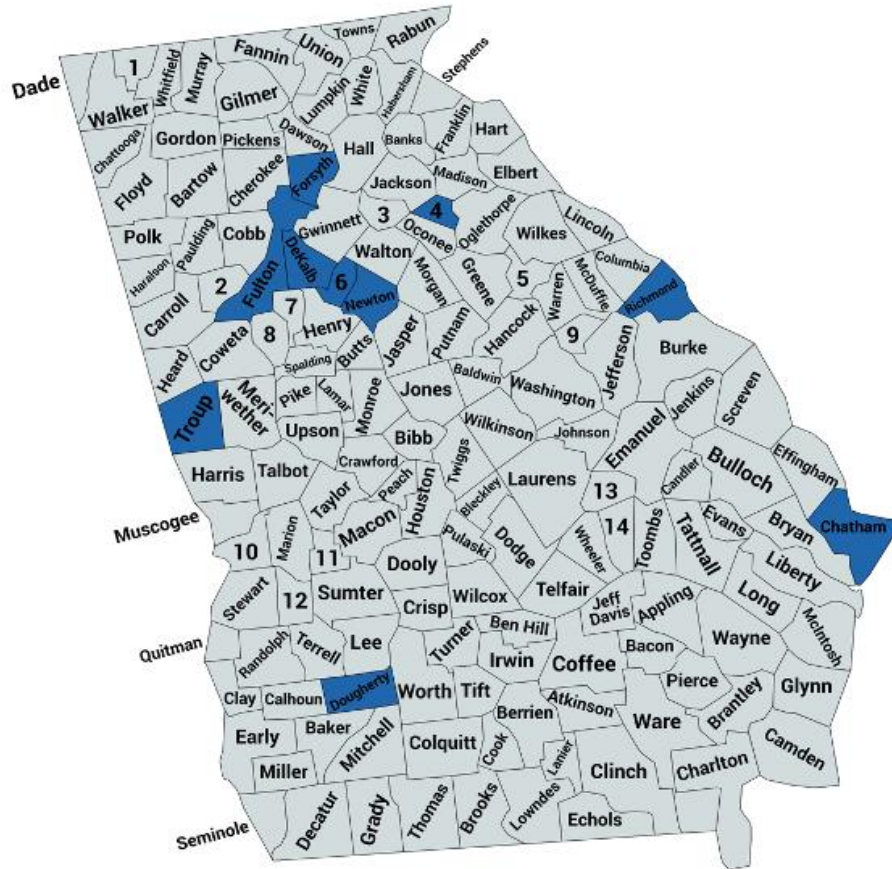 Towns
Rabun
Union
Fannin
Stephens
1
Whitfield
Murray
Dade
White
Habersham
Lumpkin
Gilmer
Walker
Franklin
Hart
Chattooga
Gordon
Pickens
Dawson
Hall
Banks
Elbert
Madison
Forsyth
Cherokee
Jackson
Floyd
Bartow
4
3
Oglethorpe
Lincoln
Wilkes
Oconee
Gwinnett
Polk
Paulding
Cobb
Walton
Columbia
Haralson
DeKalb
Morgan
Greene
5
McDuffie
Warren
Richmond
2
Fulton
6
Newton
Carroll
7
Henry
8
Coweta
Butts
Jasper
Putnam
Hancock
9
Jefferson
Burke
Heard
Spalding
Meri-
wether
Pike
Lamar
Monroe
Jones
Baldwin
Washington
Jenkins
Screven
Troup
Upson
Bibb
Wilkinson
Johnson
Emanuel
Effingham
Crawford
Peach
Twiggs
Harris
Talbot
Laurens
Candler
Bulloch
Taylor
Houston
Bleckley
13
Muscogee
Macon
Evans
Bryan
Chatham
Marion
Pulaski
Dodge
Wheeler
14
Toombs
Tattnall
10
11
Dooly
Liberty
Stewart
12
Sumter
Crisp
Wilcox
Telfair
Jeff
Davis
Appling
Long
McIntosh
Quitman
Randolph
Terrell
Lee
Turner
Ben Hill
Irwin
Coffee
Bacon
Wayne
Clay
Calhoun
Dougherty
Worth
Tift
Pierce
Brantley
Glynn
Berrien
Atkinson
Ware
Early
Baker
Mitchell
Colquitt
Cook
Lanier
Camden
Miller
Clinch
Charlton
Seminole
Decatur
Grady
Thomas
Brooks
Lowndes
Echols